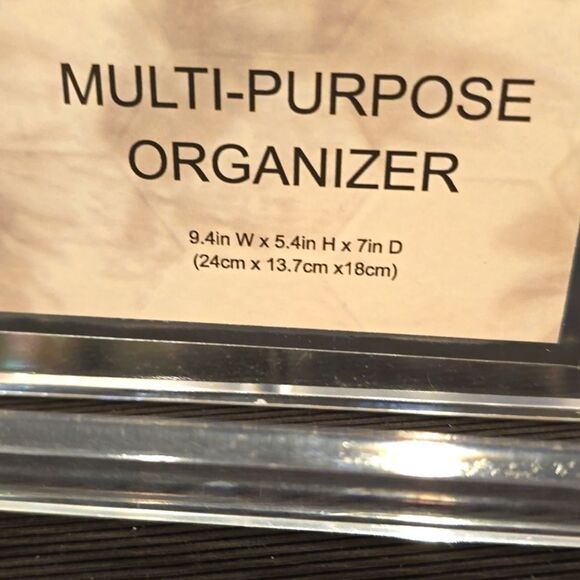 MULTI-PURPOSE
ORGANIZER
9.4in W x 5.4in H x 7in D
(24cm x 13.7cm x18cm)